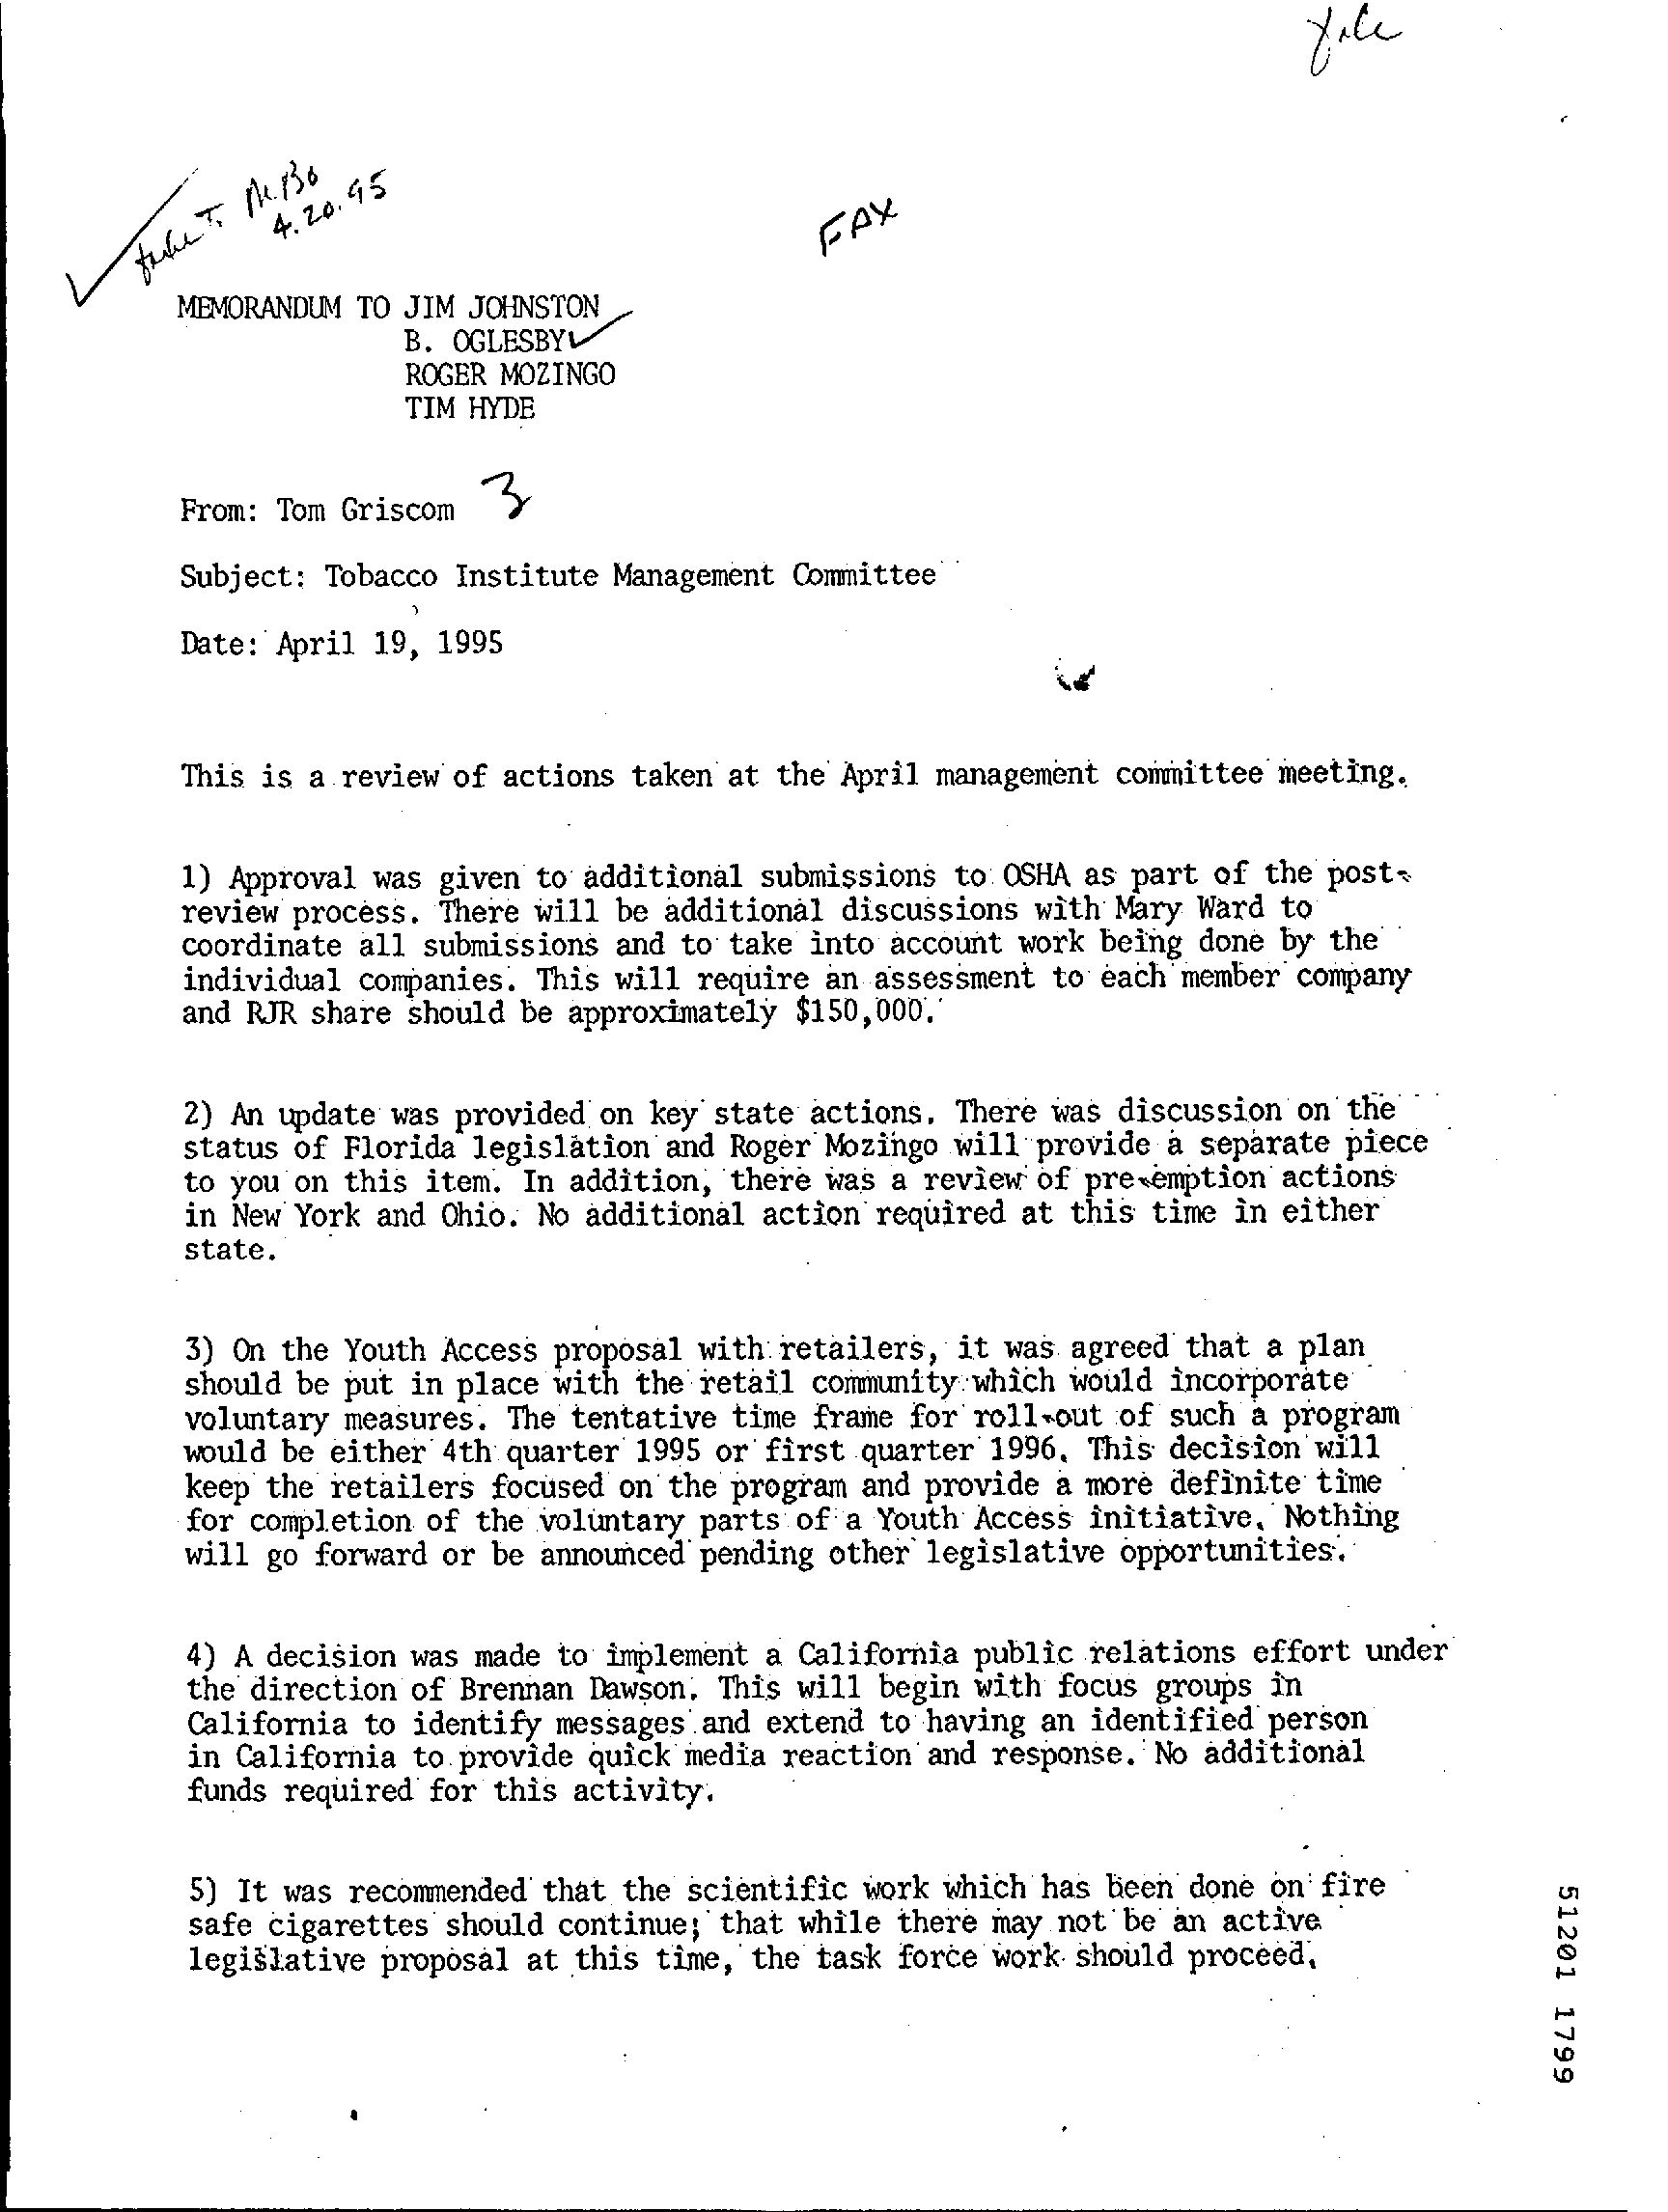 file
4.20.95
FAX
MEMORANDUM TO JIM JOHNSTON
B. OGLESBY
ROGER MOZINGO
TIM HYDE
From: Tom Griscom
Subject: Tobacco Institute Management Committee
Date: April 19, 1995
This is a review of actions taken at the April management committee meeting.
1) Approval was given to additional submissions to OSHA as part of the post-
review process. There will be additional discussions with Mary Ward to
coordinate all submissions and to take into account work being done by the
individual companies. This will require an assessment to each member company
and RJR share should be approximately $150,000.
2) An update was provided on key state actions. There was discussion on the
status of Florida legislation and Roger Mozingo will provide a separate piece
to you on this item. In addition, there was a review of pre-emption actions
in New York and Ohio. No additional action required at this time in either
state.
3) On the Youth Access proposal with retailers, it was agreed that a plan
should be put in place with the retail community which would incorporate
voluntary measures. The tentative time frame for roll-out of such a program
would be either 4th quarter 1995 or first quarter 1996. This decision will
keep the retailers focused on the program and provide a more definite time
for completion of the voluntary parts of a Youth Access initiative. Nothing
will go forward or be announced pending other legislative opportunities.
4) A decision was made to implement a California public relations effort under
the direction of Brennan Dawson. This will begin with focus groups in
California to identify messages and extend to having an identified person
in California to provide quick media reaction and response. No additional
funds required for this activity.
5) It was recommended that the scientific work which has been done on fire
safe cigarettes should continue; that while there may not be an active
legislative proposal at this time, the task force work should proceed.
51201 1799